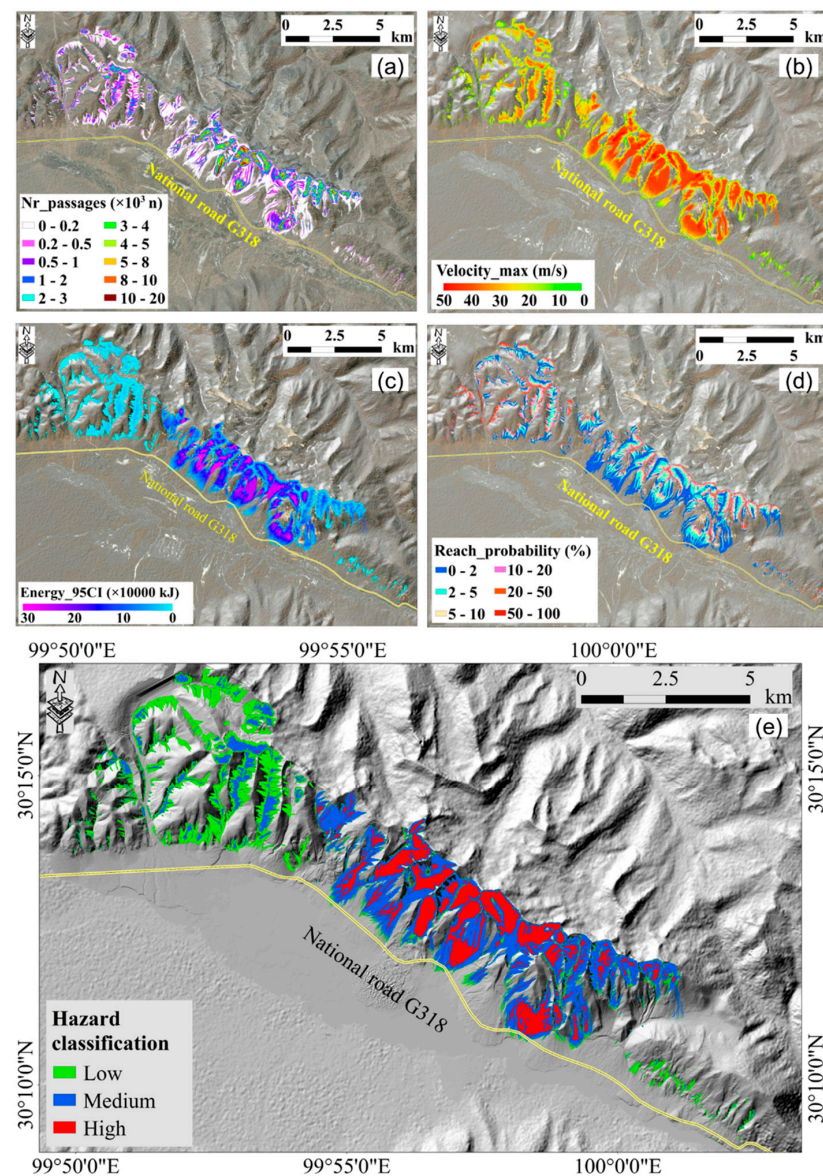 N
0 2.5 5
km
(a)
National road G318
Nr_passages (×10³ n)
0 - 0.2
0.2 - 0.5
0.5 - 1
1 - 2
2 - 3
3 - 4
4 - 5
5 - 8
8 - 10
10 - 20
N
0 2.5 5
km
(b)
National road G318
Velocity_max (m/s)
50 40 30 20 10 0
N
0 2.5 5
km
(c)
National road G318
Energy_95CI (×10000 kJ)
30 20 10 0
N
0 2.5 5
km
(d)
National road G318
Reach_probability (%)
0 - 2
2 - 5
5 - 10
10 - 20
20 - 50
50 - 100
99°50'0"E 99°55'0"E 100°0'0"E
N
0 2.5 5
km
(e)
30°15'0"N
30°15'0"N
National road G318
Hazard
classification
Low
Medium
High
30°10'0"N
30°10'0"N
99°50'0"E 99°55'0"E 100°0'0"E